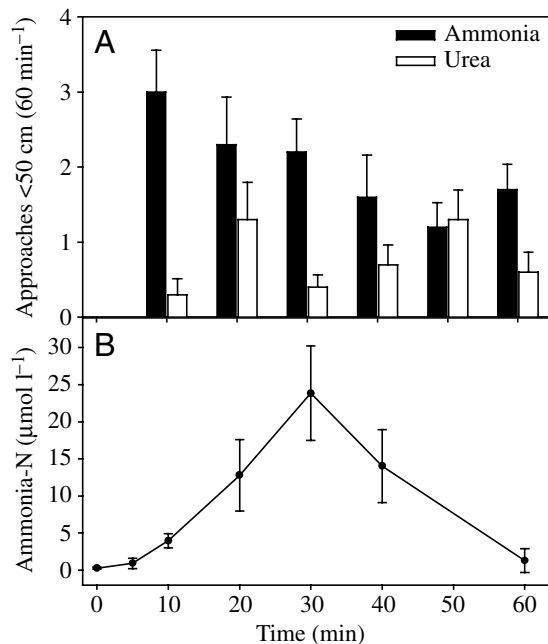 A
Ammonia
Urea
Approaches <50 cm (60 min⁻¹)
4
3
2
1
0
B
Ammonia-N (μmol l⁻¹)
30
25
20
15
10
5
0
0 10 20 30 40 50 60
Time (min)